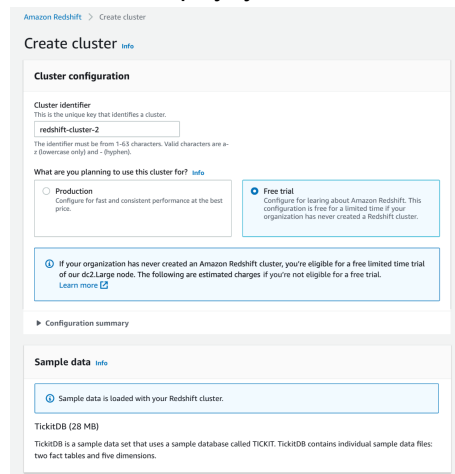 Amazon Redshift > Create cluster
Create cluster Info
Cluster configuration
Cluster identifier
This is the unique key that identifies a cluster.
redshift-cluster-2
The identifier must be from 1-63 characters. Valid characters are a-
z (lowercase only) and - (hyphen).
What are you planning to use this cluster for? Info
Production
Configure for fast and consistent performance at the best
price.
Free trial
Configure for learing about Amazon Redshift. This
configuration is free for a limited time if your
organization has never created a Redshift cluster.
If your organization has never created an Amazon Redshift cluster, you're eligible for a free limited time trial
of our dc2.Large node. The following are estimated charges if you're not eligible for a free trial.
Learn more
Configuration summary
Sample data Info
Sample data is loaded with your Redshift cluster.
TickitDB (28 MB)
TickitDB is a sample data set that uses a sample database called TICKIT. TickitDB contains individual sample data files:
two fact tables and five dimensions.